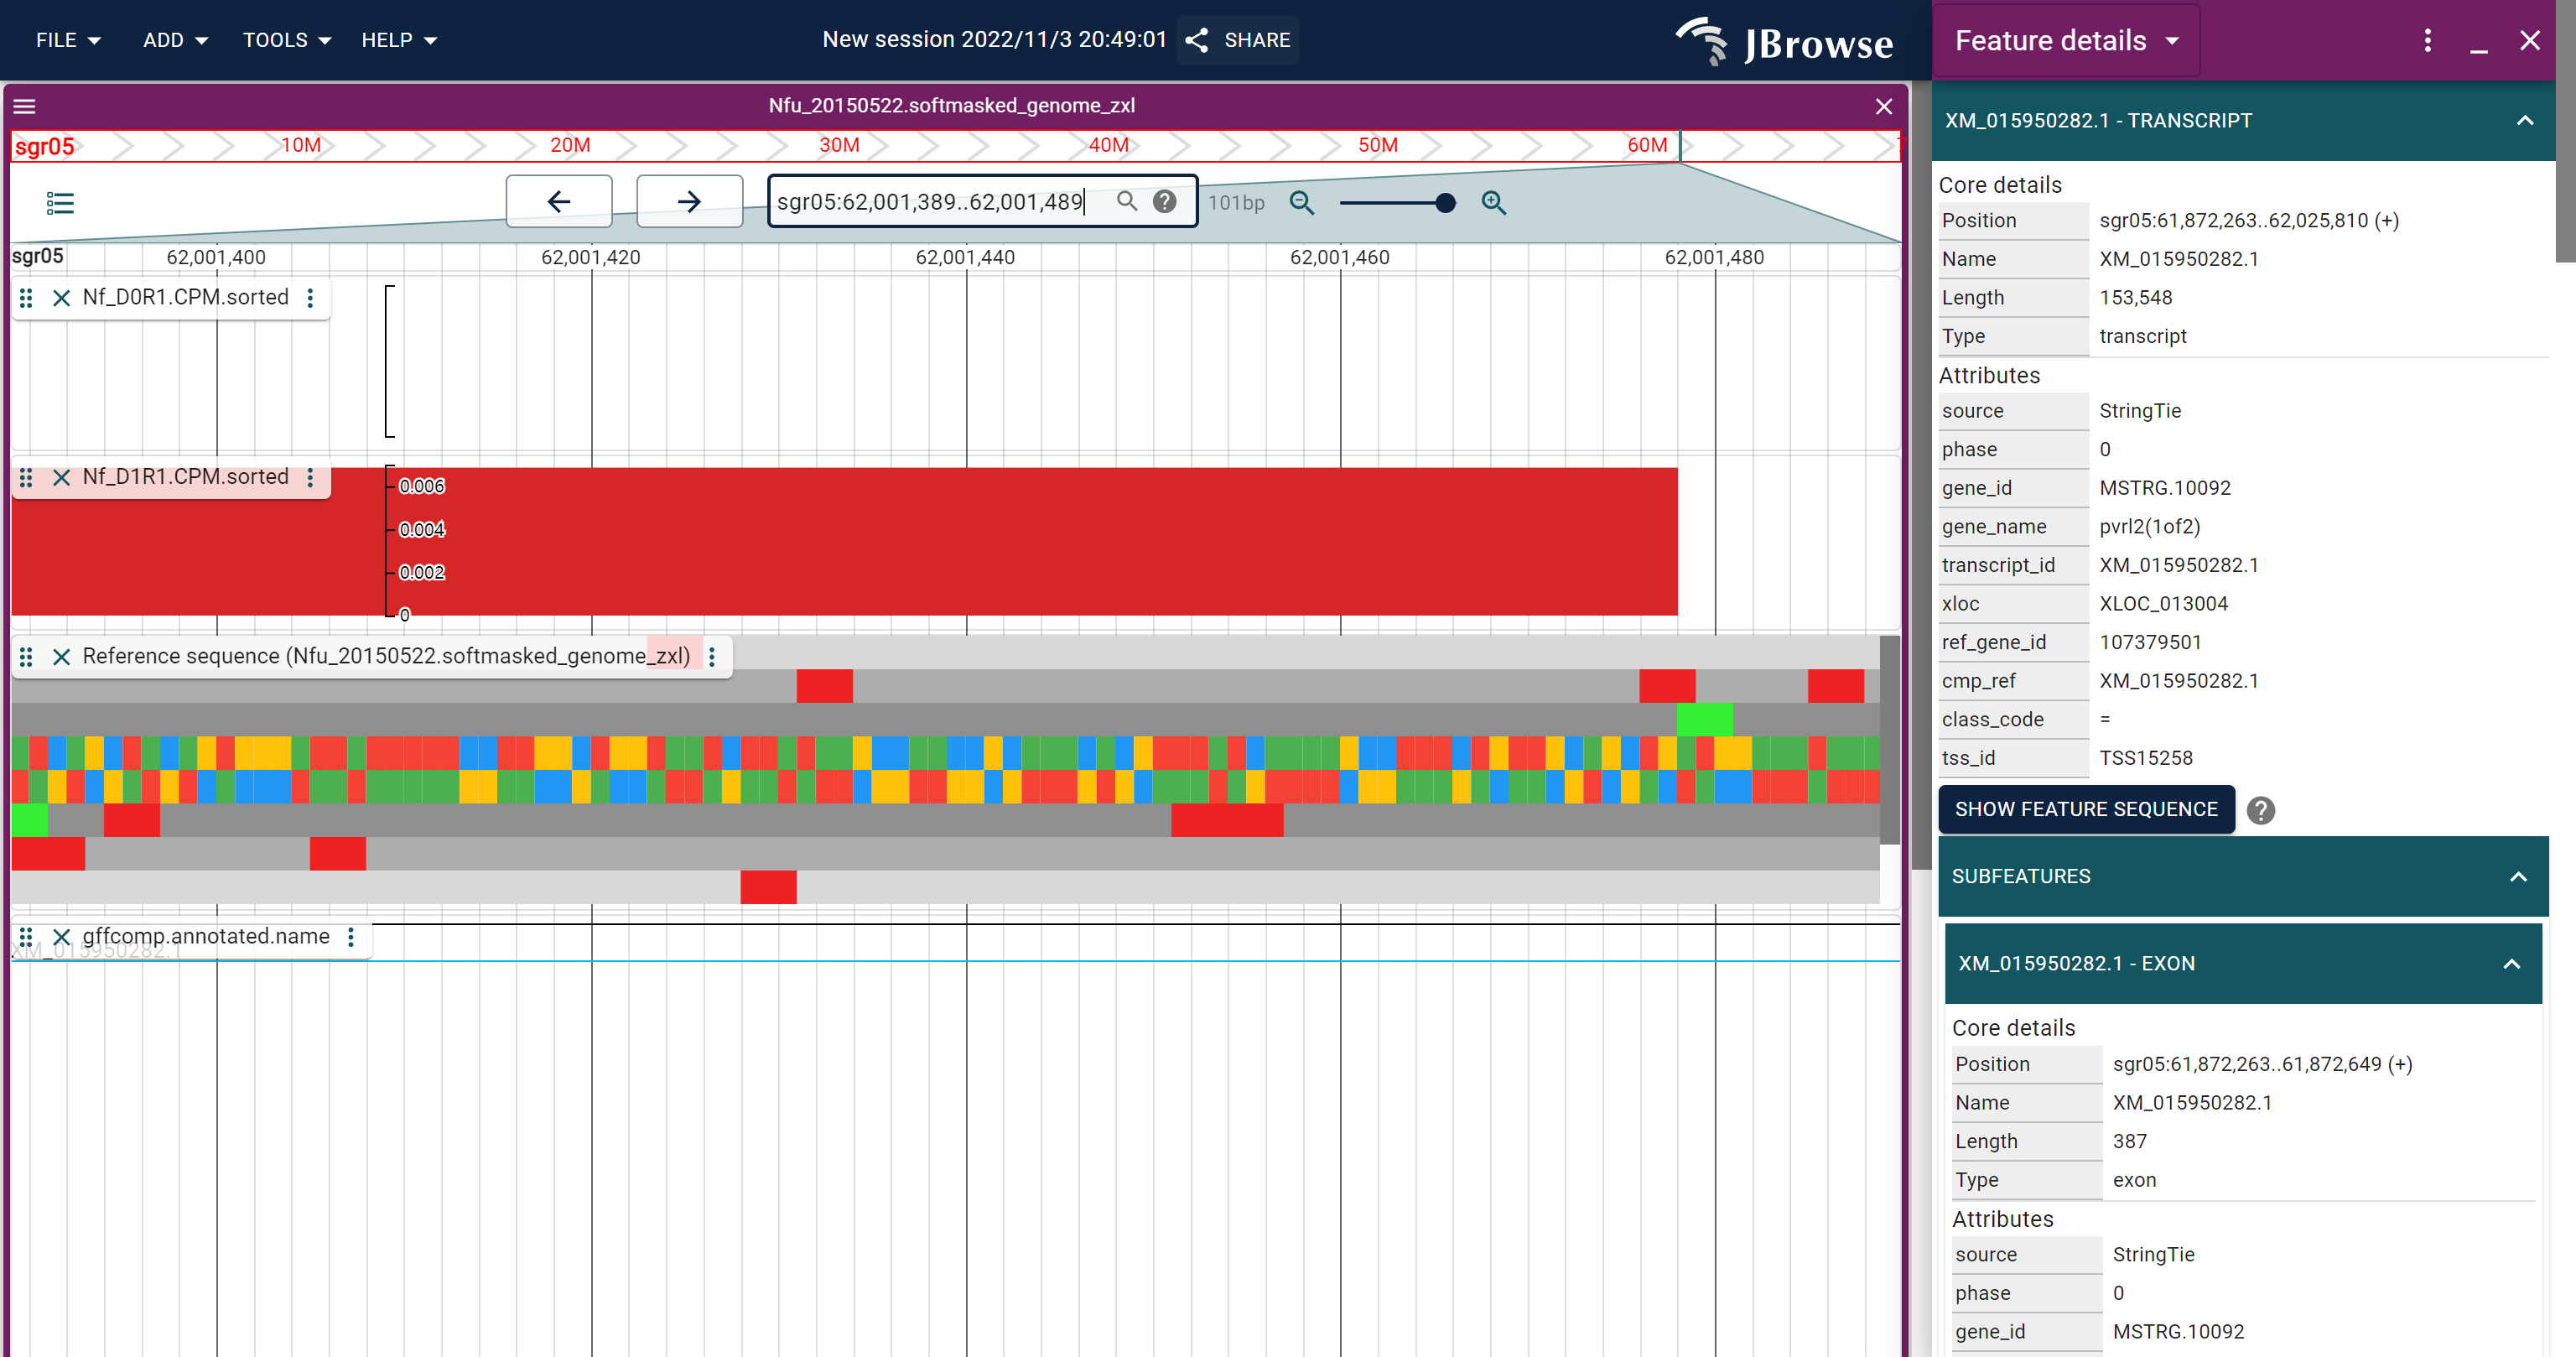 FILE ADD TOOLS HELP New session 2022/11/3 20:49:01 SHARE JBrowse
Nfu_20150522.softmasked_genome_zxl
sgr05 10M 20M 30M 40M 50M 60M
sgr05:62,001,389..62,001,489 101bp
sgr05 62,001,400 62,001,420 62,001,440 62,001,460 62,001,480
Nf_D0R1.CPM.sorted
Nf_D1R1.CPM.sorted
0.006
0.004
0.002
0
Reference sequence (Nfu_20150522.softmasked_genome_zxl)
gffcomp.annotated.name
XM_015950282.1
Feature details
XM_015950282.1 - TRANSCRIPT
Core details
Position sgr05:61,872,263..62,025,810 (+)
Name XM_015950282.1
Length 153,548
Type transcript
Attributes
source StringTie
phase 0
gene_id MSTRG.10092
gene_name pvrl2(1of2)
transcript_id XM_015950282.1
xloc XLOC_013004
ref_gene_id 107379501
cmp_ref XM_015950282.1
class_code =
tss_id TSS15258
SHOW FEATURE SEQUENCE
SUBFEATURES
XM_015950282.1 - EXON
Core details
Position sgr05:61,872,263..61,872,649 (+)
Name XM_015950282.1
Length 387
Type exon
Attributes
source StringTie
phase 0
gene_id MSTRG.10092